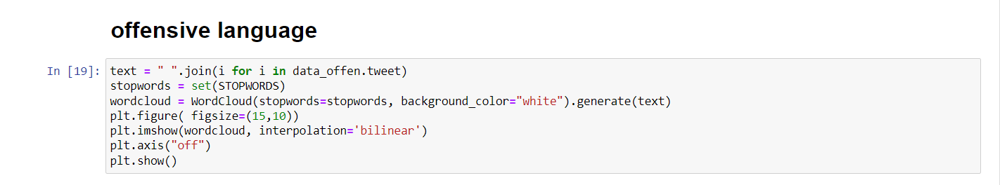 offensive language
In [19]: text = " ".join(i for i in data_offen.tweet)
stopwords = set(STOPWORDS)
wordcloud = WordCloud(stopwords=stopwords, background_color="white").generate(text)
plt.figure( figsize=(15,10))
plt.imshow(wordcloud, interpolation='bilinear')
plt.axis("off")
plt.show()